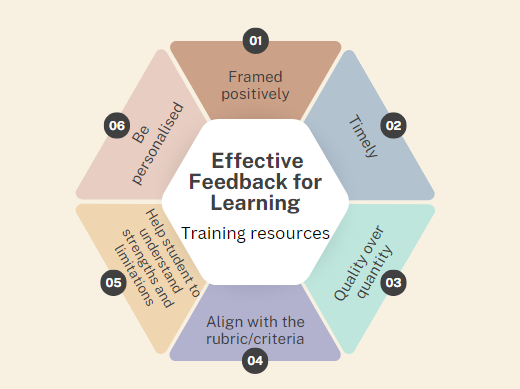 01
Framed
positively
02
Timely
03
Quality over
quantity
04
Align with the
rubric/criteria
05
Help student to
understand
strengths and
limitations
06
Be
personalised
Effective
Feedback for
Learning
Training resources